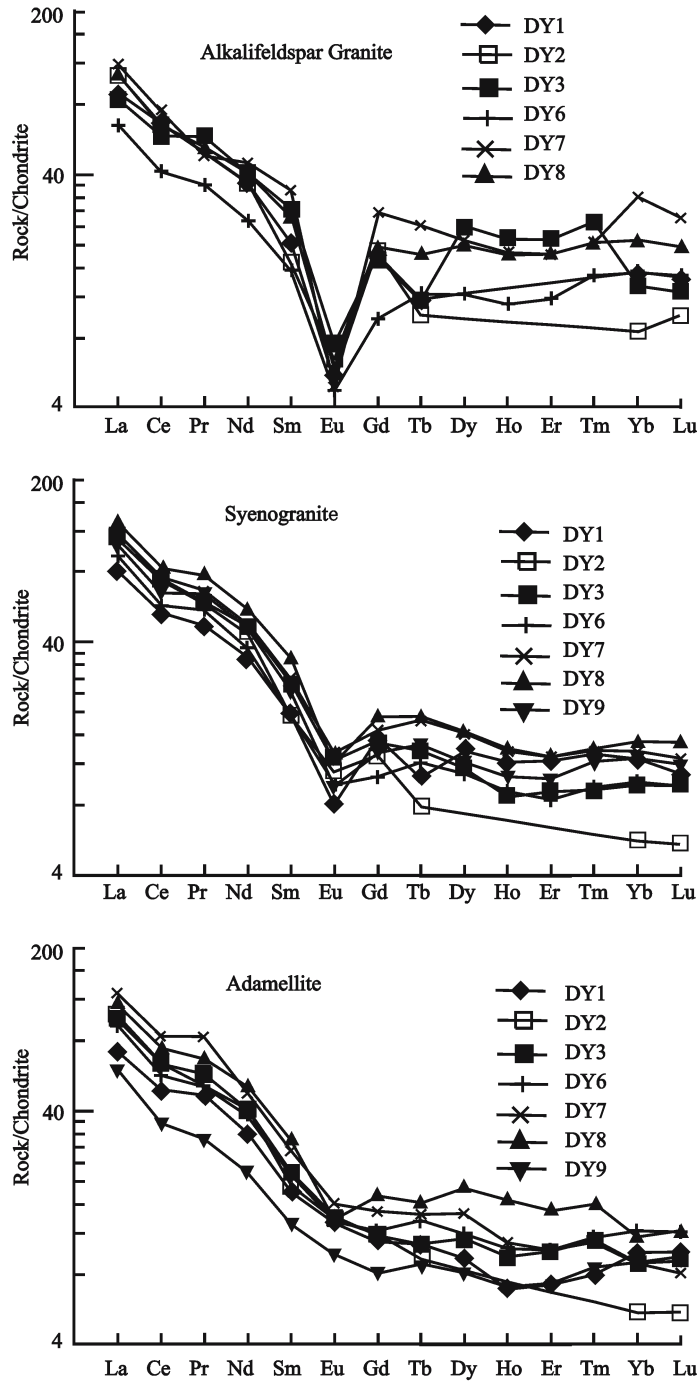 200
Alkalifeldspar Granite
DY1
DY2
DY3
DY6
DY7
DY8
40
4
Rock/Chondrite
La Ce Pr Nd Sm Eu Gd Tb Dy Ho Er Tm Yb Lu
200
Syenogranite
DY1
DY2
DY3
DY6
DY7
DY8
DY9
40
4
Rock/Chondrite
La Ce Pr Nd Sm Eu Gd Tb Dy Ho Er Tm Yb Lu
200
Adamellite
DY1
DY2
DY3
DY6
DY7
DY8
DY9
40
4
Rock/Chondrite
La Ce Pr Nd Sm Eu Gd Tb Dy Ho Er Tm Yb Lu